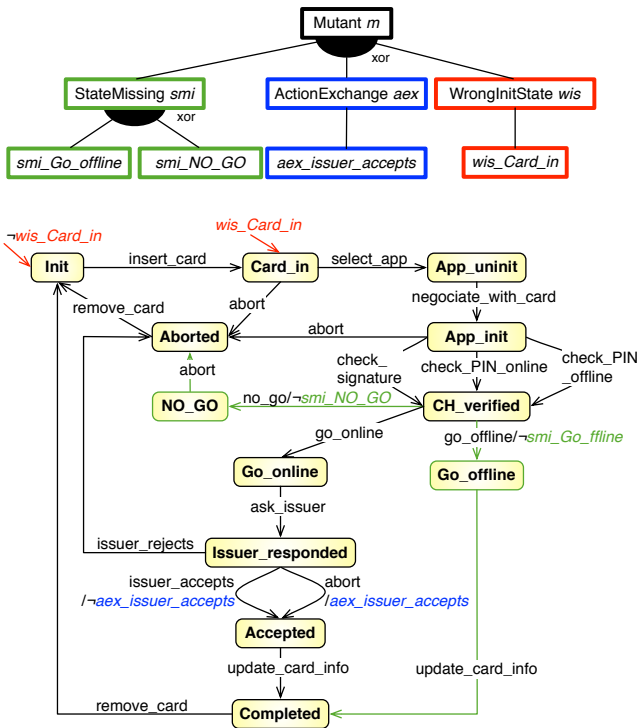 Mutant m
xor
StateMissing smi
ActionExchange aex
WrongInitState wis
xor
smi_Go_offline
smi_NO_GO
aex_issuer_accepts
wis_Card_in
¬wis_Card_in
wis_Card_in
Init
insert_card
Card_in
select_app
App_uninit
remove_card
abort
negociate_with_card
Aborted
abort
App_init
abort
check_
signature
check_PIN_online
check_PIN
_offline
NO_GO
no_go/¬smi_NO_GO
CH_verified
go_online
go_offline/¬smi_Go_ffline
Go_online
Go_offline
ask_issuer
issuer_rejects
Issuer_responded
issuer_accepts
/¬aex_issuer_accepts
abort
/aex_issuer_accepts
Accepted
update_card_info
update_card_info
remove_card
Completed